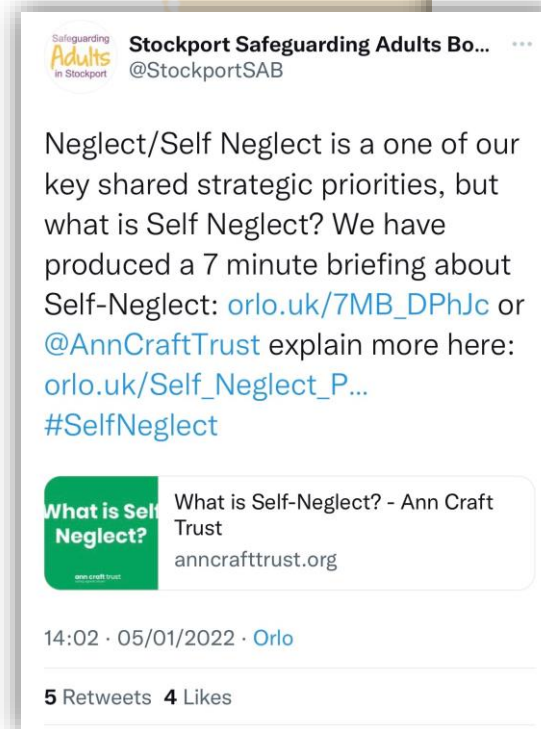 Safeguarding
Adults
in Stockport
Stockport Safeguarding Adults Bo... ...
@StockportSAB
Neglect/Self Neglect is a one of our
key shared strategic priorities, but
what is Self Neglect? We have
produced a 7 minute briefing about
Self-Neglect: orlo.uk/7MB_DPhJc or
@AnnCraftTrust explain more here:
orlo.uk/Self_Neglect_P...
#SelfNeglect
What is Self
Neglect?
ann craft trust
What is Self-Neglect? - Ann Craft
Trust
anncrafttrust.org
14:02 · 05/01/2022 · Orlo
5 Retweets 4 Likes